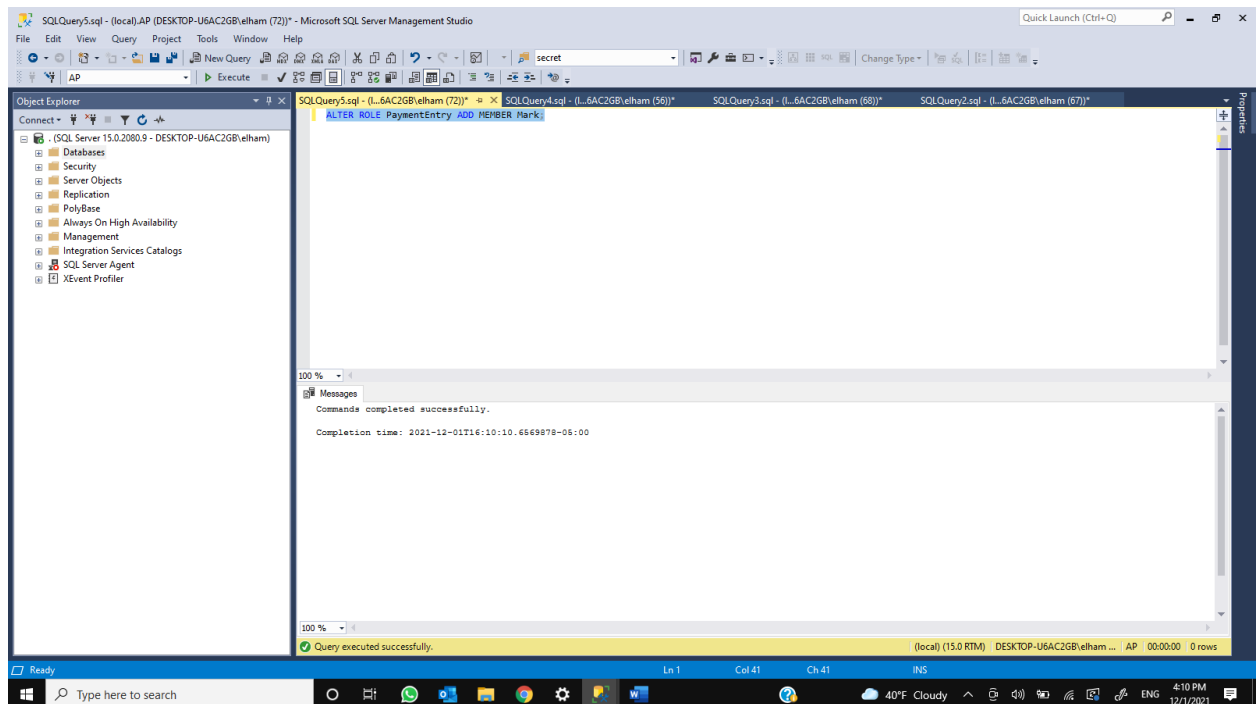 SQLQuery5.sql - (local).AP (DESKTOP-U6AC2GB\elham (72))* - Microsoft SQL Server Management Studio
Quick Launch (Ctrl+Q)
File Edit View Query Project Tools Window Help
New Query
secret
Change Type
AP
Execute
Object Explorer
SQLQuery5.sql - (l...6AC2GB\elham (72))*
SQLQuery4.sql - (l...6AC2GB\elham (56))*
SQLQuery3.sql - (l...6AC2GB\elham (68))*
SQLQuery2.sql - (l...6AC2GB\elham (67))*
Properties
Connect
. (SQL Server 15.0.2080.9 - DESKTOP-U6AC2GB\elham)
Databases
Security
Server Objects
Replication
PolyBase
Always On High Availability
Management
Integration Services Catalogs
SQL Server Agent
XEvent Profiler
ALTER ROLE PaymentEntry ADD MEMBER Mark;
100 %
Messages
Commands completed successfully.
Completion time: 2021-12-01T16:10:10.6569878-05:00
100 %
Query executed successfully.
(local) (15.0 RTM) DESKTOP-U6AC2GB\elham ... AP 00:00:00 0 rows
Ready
Ln 1
Col 41
Ch 41
INS
Type here to search
40°F Cloudy
ENG
4:10 PM
12/1/2021